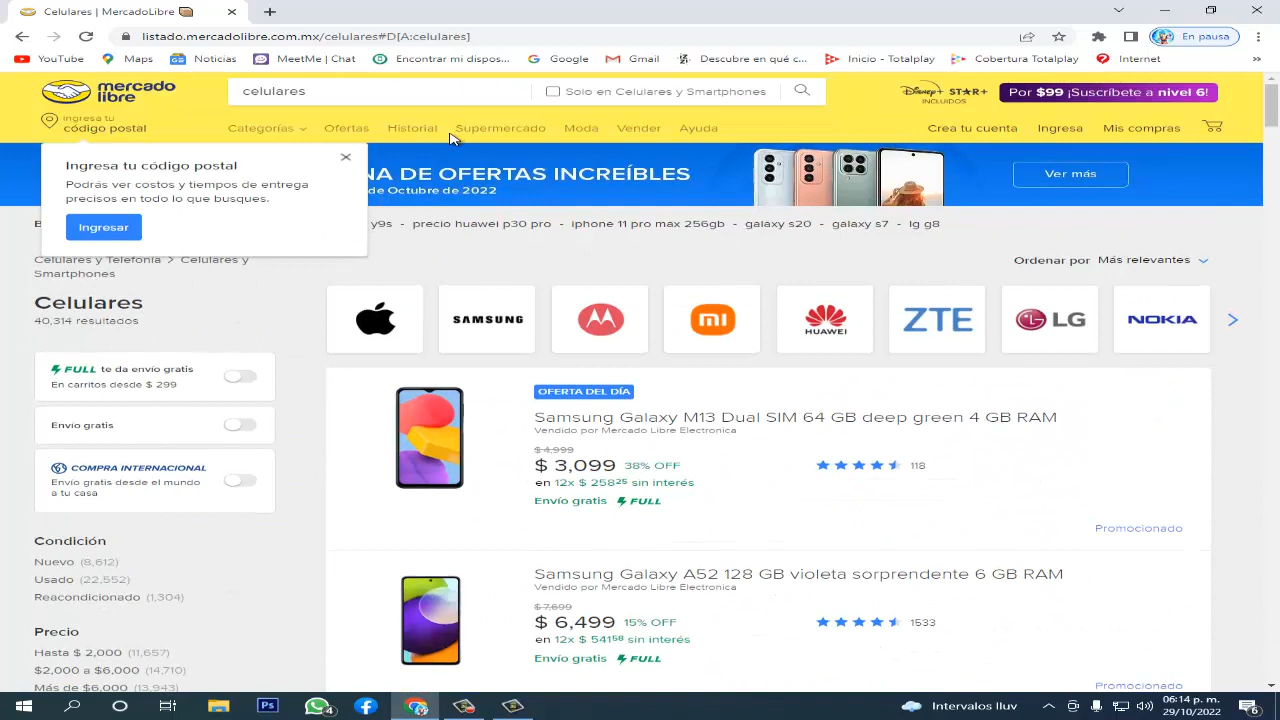 Celulares | MercadoLibre
listado.mercadolibre.com.mx/celulares#D[A:celulares]
En pausa
YouTube
Maps
Noticias
MeetMe | Chat
Encontrar mi dispo...
Google
Gmail
Descubre en qué c...
Inicio - Totalplay
Cobertura Totalplay
Internet
»
mercado
libre
celulares
Solo en Celulares y Smartphones
Disney+ STAR+
INCLUIDOS
Por $99 ¡Suscríbete a nivel 6!
Ingresa tu
código postal
Categorías
Ofertas
Historial
Supermercado
Moda
Vender
Ayuda
Crea tu cuenta
Ingresa
Mis compras
Ingresa tu código postal
Podrás ver costos y tiempos de entrega
precisos en todo lo que busques.
Ingresar
NA DE OFERTAS INCREÍBLES
de Octubre de 2022
Ver más
y9s - precio huawei p30 pro - iphone 11 pro max 256gb - galaxy s20 - galaxy s7 - lg g8
Celulares y Telefonía > Celulares y
Smartphones
Ordenar por Más relevantes
Celulares
40,314 resultados
SAMSUNG
HUAWEI
ZTE
LG
NOKIA
FULL te da envío gratis
En carritos desde $ 299
Envío gratis
COMPRA INTERNACIONAL
Envío gratis desde el mundo
a tu casa
Condición
Nuevo (8,612)
Usado (22,552)
Reacondicionado (1,304)
Precio
Hasta $ 2,000 (11,657)
$2,000 a $6,000 (14,710)
Más de $6,000 (13,943)
OFERTA DEL DÍA
Samsung Galaxy M13 Dual SIM 64 GB deep green 4 GB RAM
Vendido por Mercado Libre Electronica
$ 4,999
$ 3,099 38% OFF
118
en 12x $ 258²⁵ sin interés
Envío gratis FULL
Promocionado
Samsung Galaxy A52 128 GB violeta sorprendente 6 GB RAM
Vendido por Mercado Libre Electronica
$ 7,699
$ 6,499 15% OFF
1533
en 12x $ 541⁵⁸ sin interés
Envío gratis FULL
Promocionado
Ps
4
Intervalos lluv
06:14 p. m.
29/10/2022
6